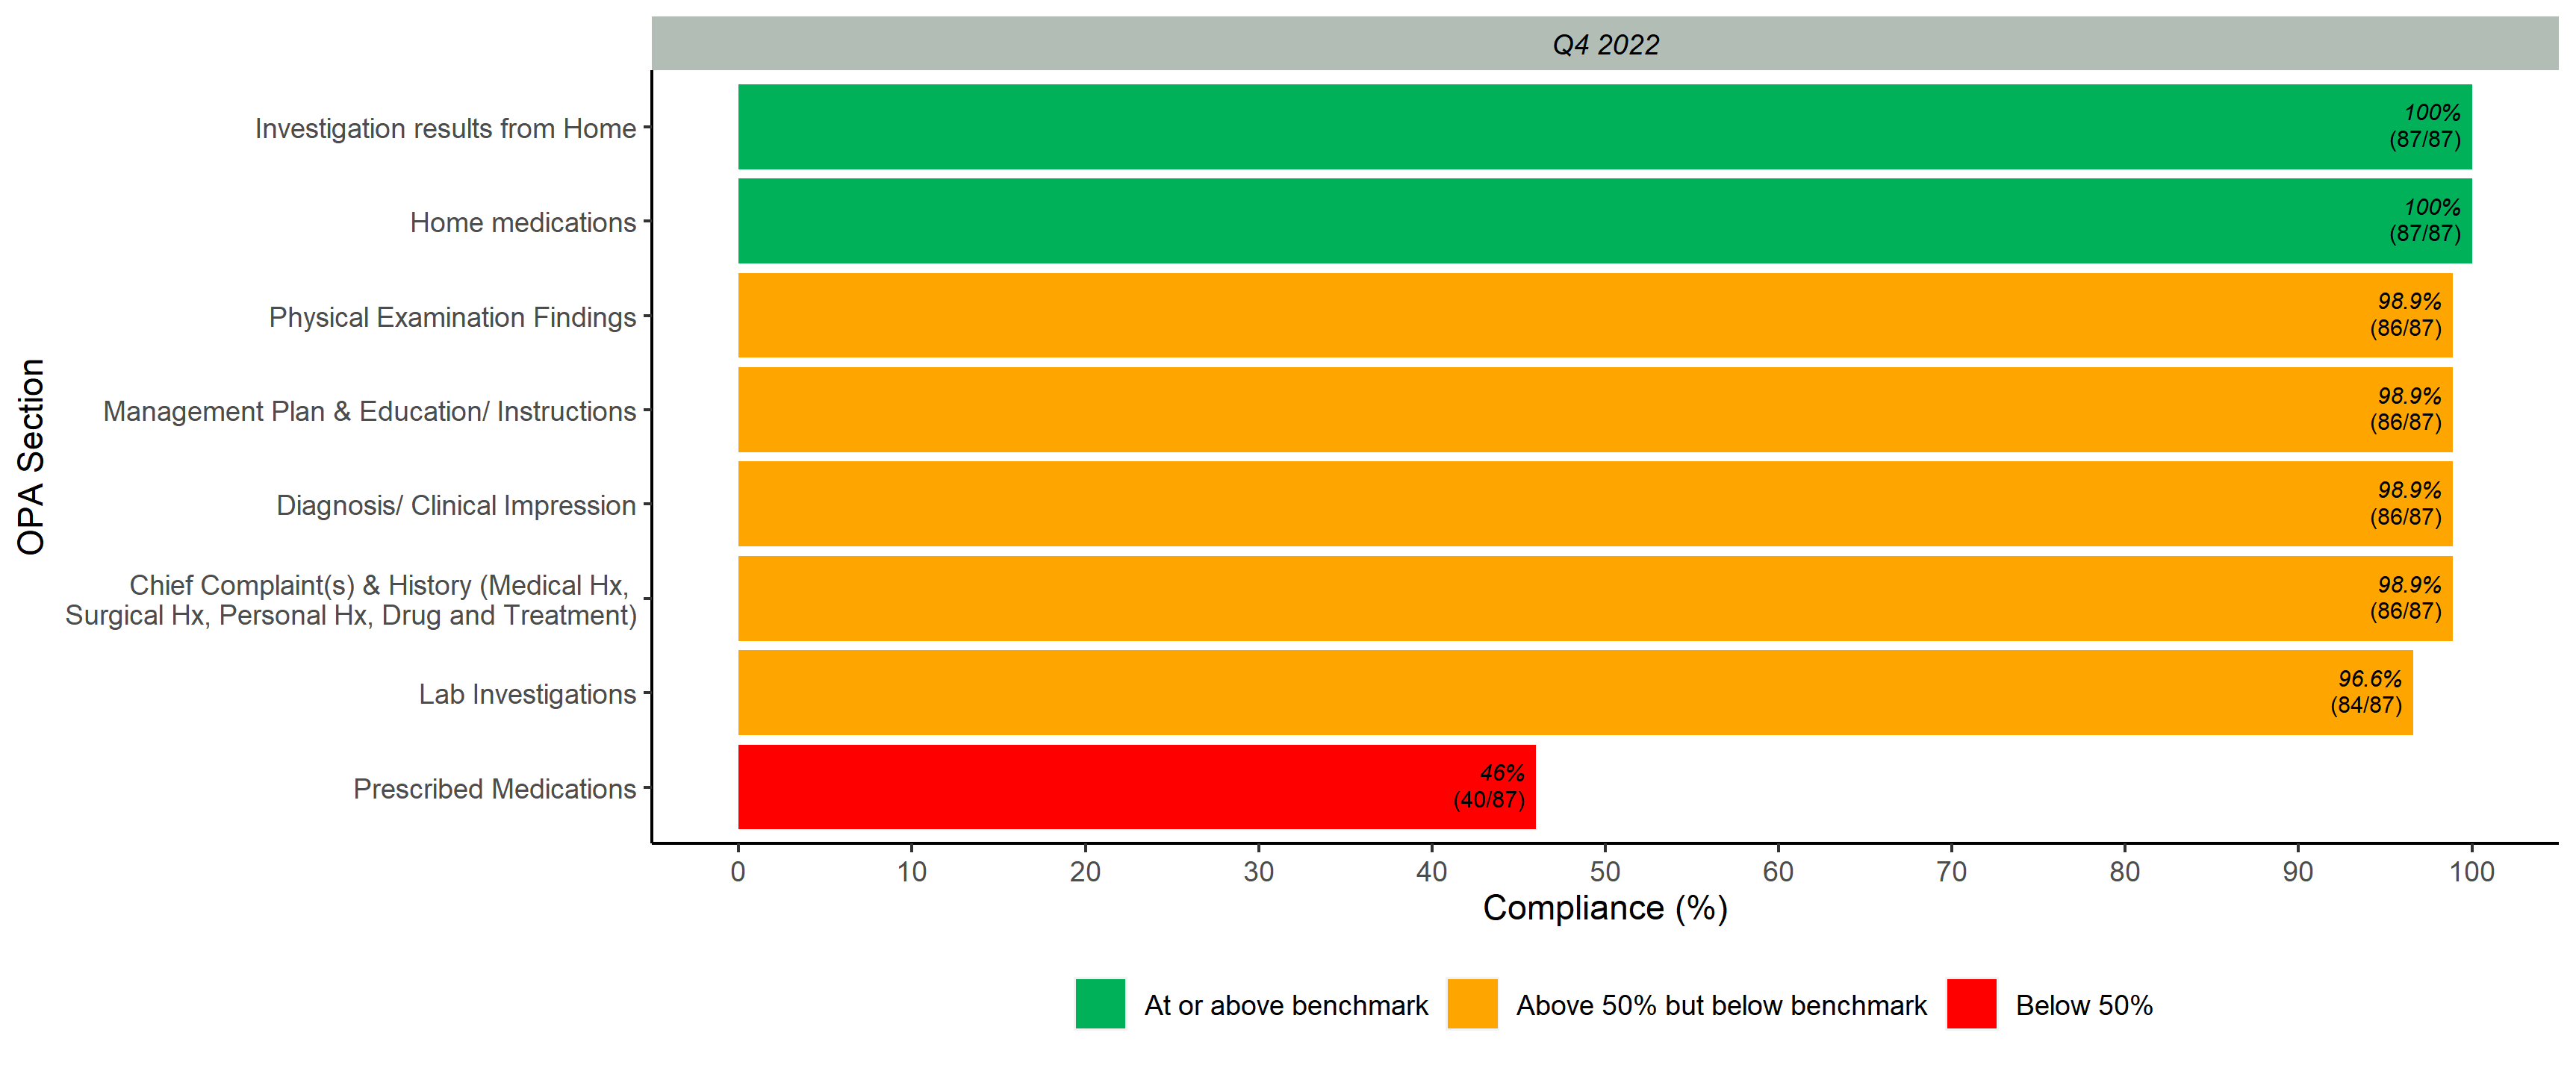 Q4 2022
OPA Section
Investigation results from Home
100%
(87/87)
Home medications
100%
(87/87)
Physical Examination Findings
98.9%
(86/87)
Management Plan & Education/ Instructions
98.9%
(86/87)
Diagnosis/ Clinical Impression
98.9%
(86/87)
Chief Complaint(s) & History (Medical Hx,
Surgical Hx, Personal Hx, Drug and Treatment)
98.9%
(86/87)
Lab Investigations
96.6%
(84/87)
Prescribed Medications
46%
(40/87)
0 10 20 30 40 50 60 70 80 90 100
Compliance (%)
At or above benchmark Above 50% but below benchmark Below 50%